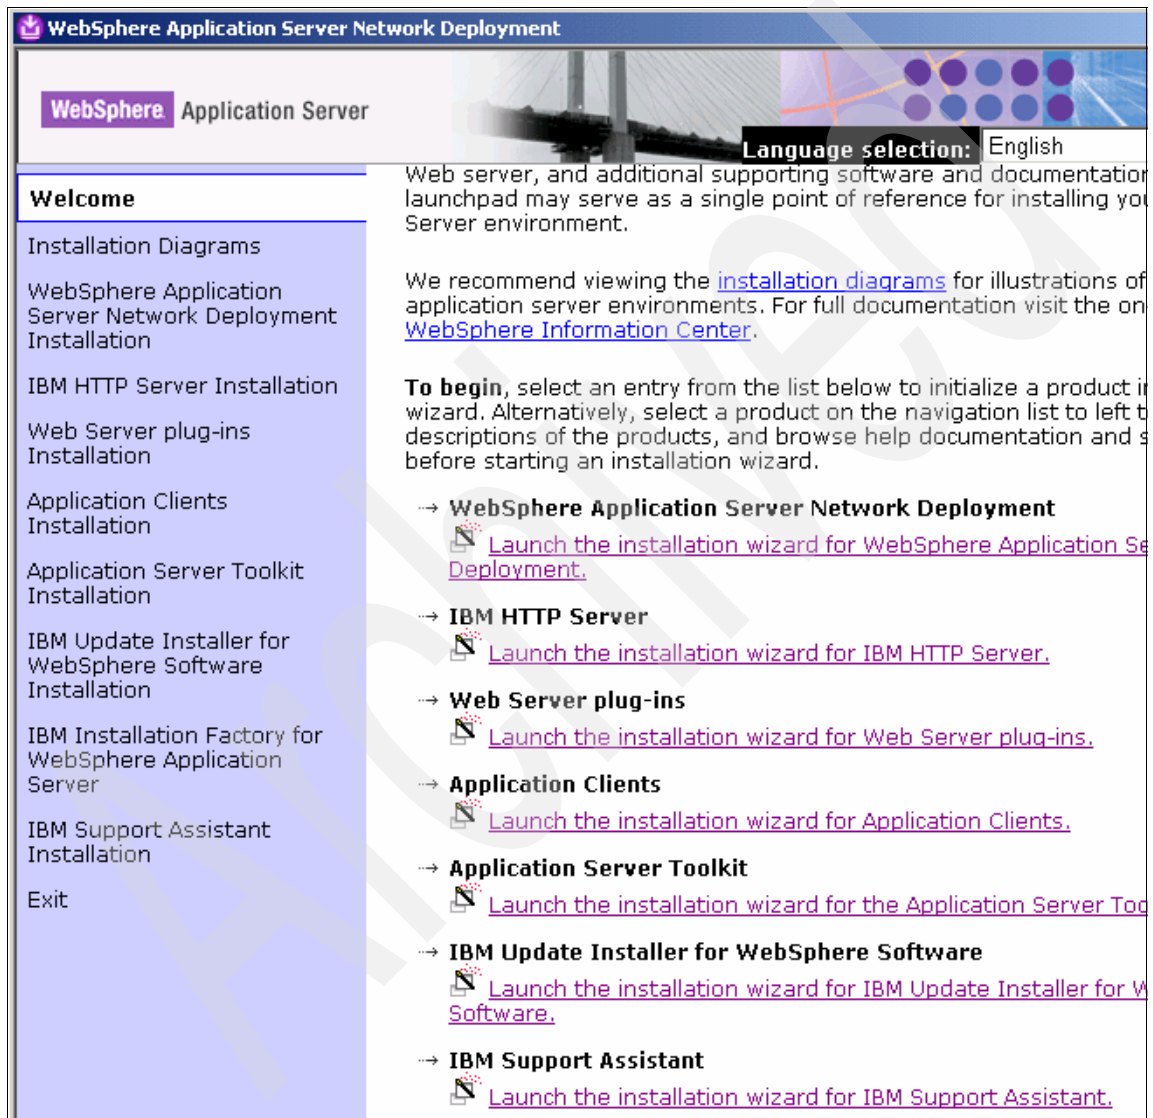 WebSphere Application Server Network Deployment
WebSphere. Application Server
Language selection: English
Welcome
Installation Diagrams
WebSphere Application
Server Network Deployment
Installation
IBM HTTP Server Installation
Web Server plug-ins
Installation
Application Clients
Installation
Application Server Toolkit
Installation
IBM Update Installer for
WebSphere Software
Installation
IBM Installation Factory for
WebSphere Application
Server
IBM Support Assistant
Installation
Exit
Web server, and additional supporting software and documentation
launchpad may serve as a single point of reference for installing you
Server environment.
We recommend viewing the installation diagrams for illustrations of
application server environments. For full documentation visit the on
WebSphere Information Center.
To begin, select an entry from the list below to initialize a product i
wizard. Alternatively, select a product on the navigation list to left t
descriptions of the products, and browse help documentation and s
before starting an installation wizard.
WebSphere Application Server Network Deployment
Launch the installation wizard for WebSphere Application Se
Deployment.
IBM HTTP Server
Launch the installation wizard for IBM HTTP Server.
Web Server plug-ins
Launch the installation wizard for Web Server plug-ins.
Application Clients
Launch the installation wizard for Application Clients.
Application Server Toolkit
Launch the installation wizard for the Application Server Too
IBM Update Installer for WebSphere Software
Launch the installation wizard for IBM Update Installer for W
Software.
IBM Support Assistant
Launch the installation wizard for IBM Support Assistant.
Archived